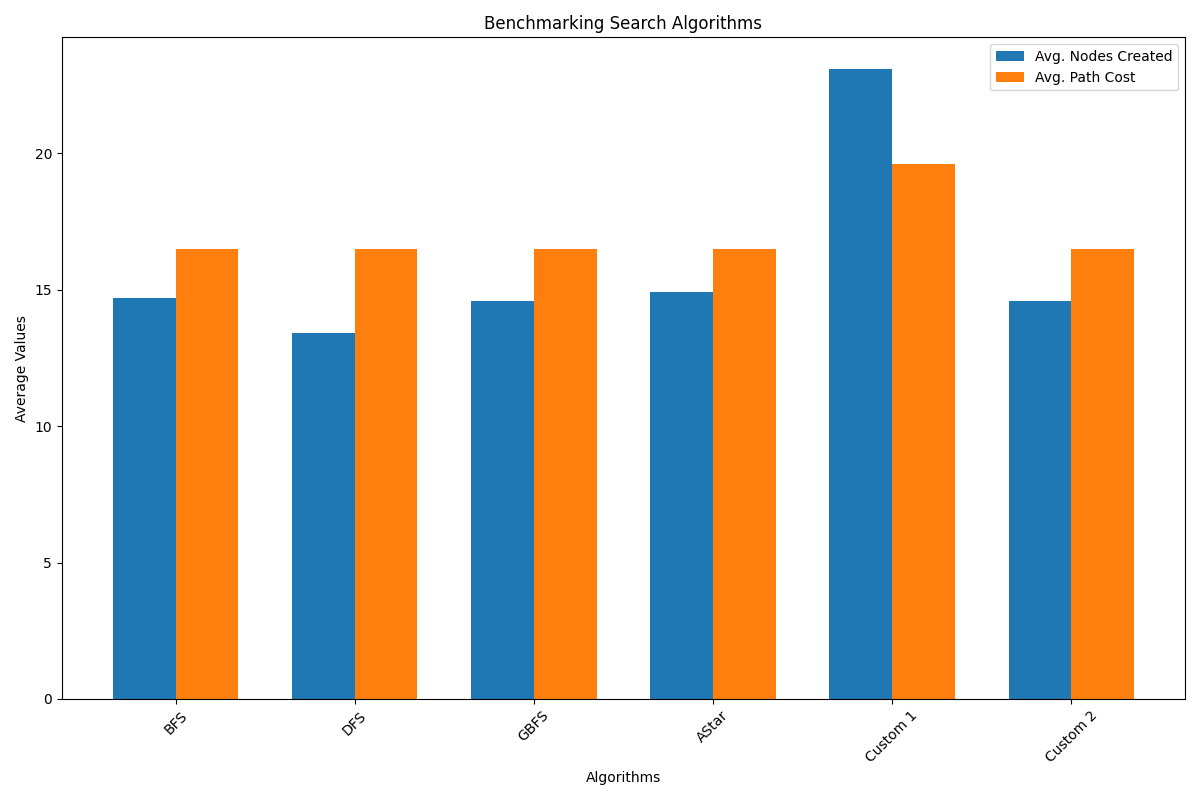 Benchmarking Search Algorithms
Avg. Nodes Created
Avg. Path Cost
Average Values
20
15
10
5
0
BFS
DFS
GBFS
AStar
Custom 1
Custom 2
Algorithms